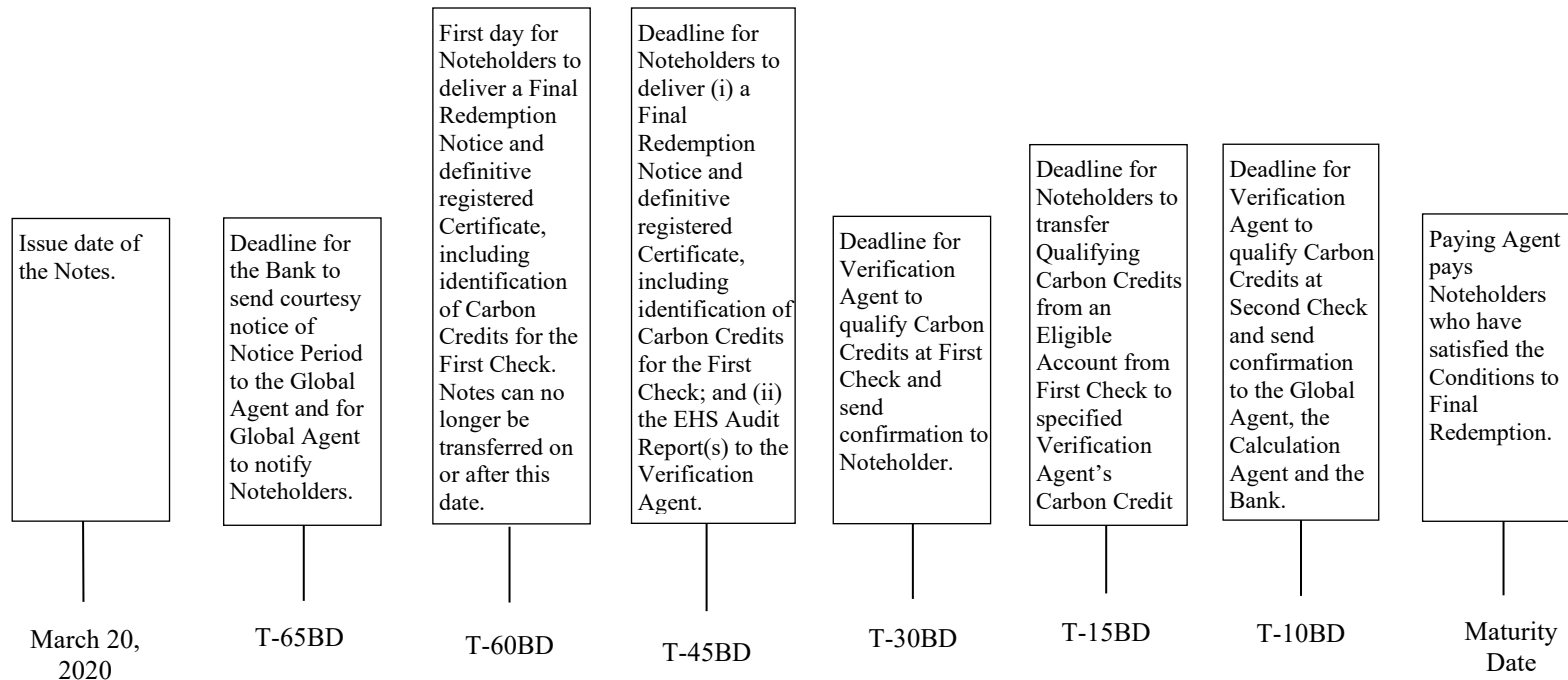 Issue date of
the Notes.
March 20,
2020
Deadline for
the Bank to
send courtesy
notice of
Notice Period
to the Global
Agent and for
Global Agent
to notify
Noteholders.
T-65BD
First day for
Noteholders to
deliver a Final
Redemption
Notice and
definitive
registered
Certificate,
including
identification
of Carbon
Credits for the
First Check.
Notes can no
longer be
transferred on
or after this
date.
T-60BD
Deadline for
Noteholders to
deliver (i) a
Final
Redemption
Notice and
definitive
registered
Certificate,
including
identification of
Carbon Credits
for the First
Check; and (ii)
the EHS Audit
Report(s) to the
Verification
Agent.
T-45BD
Deadline for
Verification
Agent to
qualify Carbon
Credits at First
Check and
send
confirmation to
Noteholder.
T-30BD
Deadline for
Noteholders to
transfer
Qualifying
Carbon Credits
from an
Eligible
Account from
First Check to
specified
Verification
Agent’s
Carbon Credit
T-15BD
Deadline for
Verification
Agent to
qualify Carbon
Credits at
Second Check
and send
confirmation
to the Global
Agent, the
Calculation
Agent and the
Bank.
T-10BD
Paying Agent
pays
Noteholders
who have
satisfied the
Conditions to
Final
Redemption.
Maturity
Date